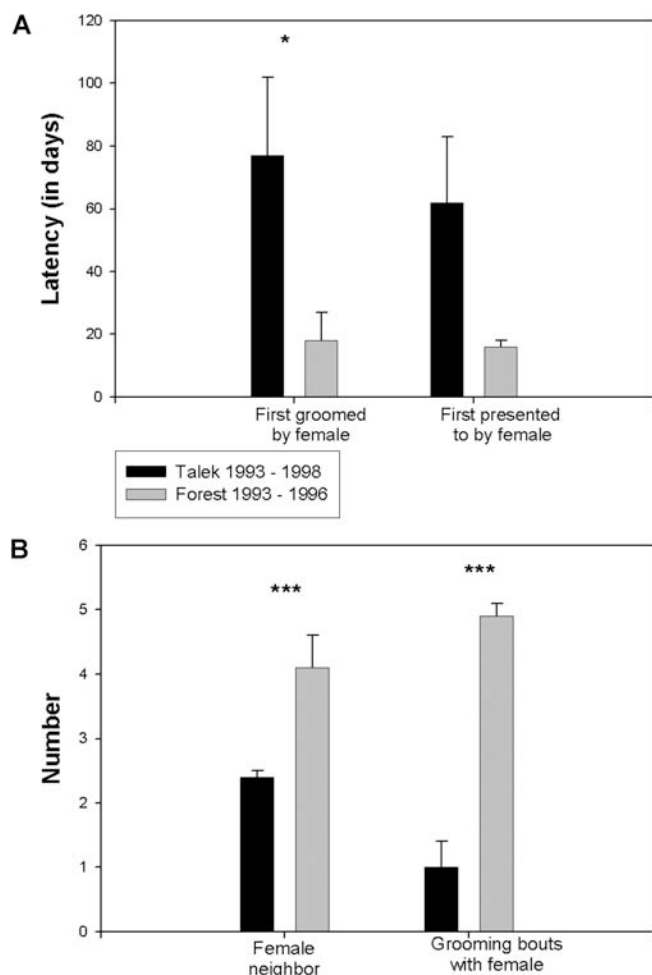 A
120
100
80
60
40
20
0
Latency (in days)
*
First groomed
by female
First presented
to by female
Talek 1993 - 1998
Forest 1993 - 1996
B
6
5
4
3
2
1
0
Number
***
***
Female
neighbor
Grooming bouts
with female